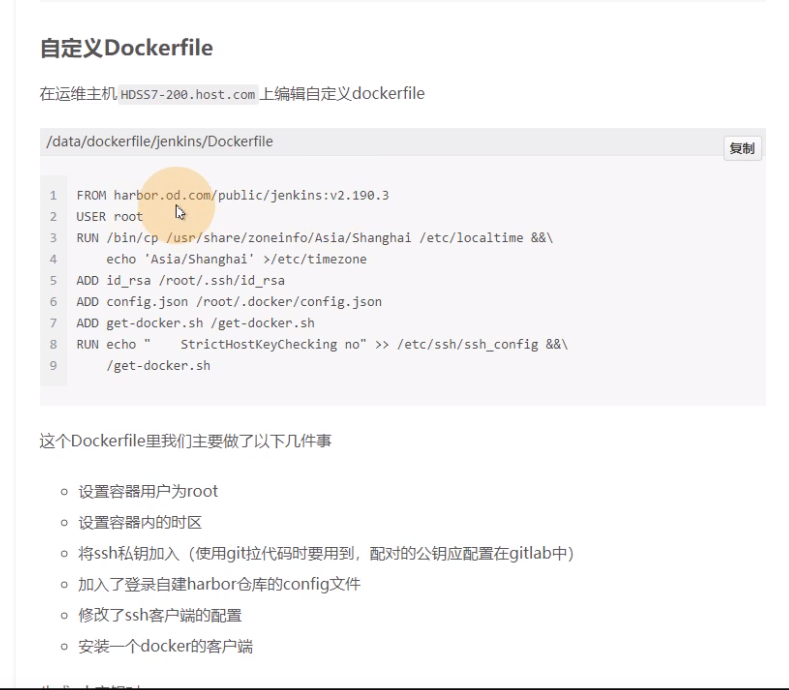 自定义Dockerfile
在运维主机HDSS7-200.host.com上编辑自定义dockerfile
/data/dockerfile/jenkins/Dockerfile
复制
1 FROM harbor.od.com/public/jenkins:v2.190.3
2 USER root
3 RUN /bin/cp /usr/share/zoneinfo/Asia/Shanghai /etc/localtime &&\
4     echo 'Asia/Shanghai' >/etc/timezone
5 ADD id_rsa /root/.ssh/id_rsa
6 ADD config.json /root/.docker/config.json
7 ADD get-docker.sh /get-docker.sh
8 RUN echo "    StrictHostKeyChecking no" >> /etc/ssh/ssh_config &&\
9     /get-docker.sh
这个Dockerfile里我们主要做了以下几件事
设置容器用户为root
设置容器内的时区
将ssh私钥加入（使用git拉代码时要用到，配对的公钥应配置在gitlab中）
加入了登录自建harbor仓库的config文件
修改了ssh客户端的配置
安装一个docker的客户端